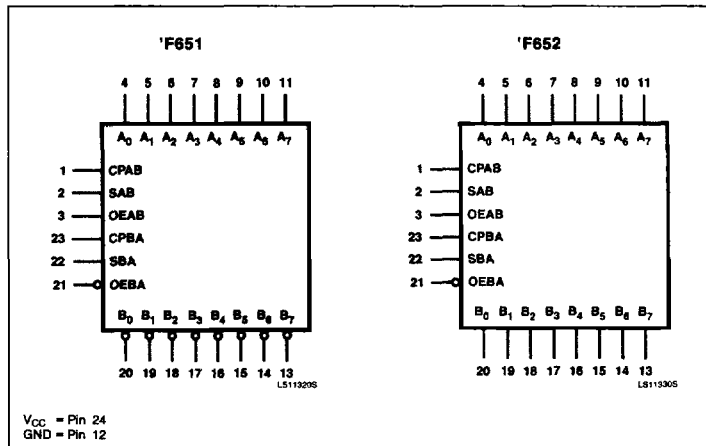 'F651
4 5 6 7 8 9 10 11
A0 A1 A2 A3 A4 A5 A6 A7
1 CPAB
2 SAB
3 OEAB
23 CPBA
22 SBA
21 OEBA
B0 B1 B2 B3 B4 B5 B6 B7
20 19 18 17 16 15 14 13
LS11320S
'F652
4 5 6 7 8 9 10 11
A0 A1 A2 A3 A4 A5 A6 A7
1 CPAB
2 SAB
3 OEAB
23 CPBA
22 SBA
21 OEBA
B0 B1 B2 B3 B4 B5 B6 B7
20 19 18 17 16 15 14 13
LS11330S
VCC = Pin 24
GND = Pin 12